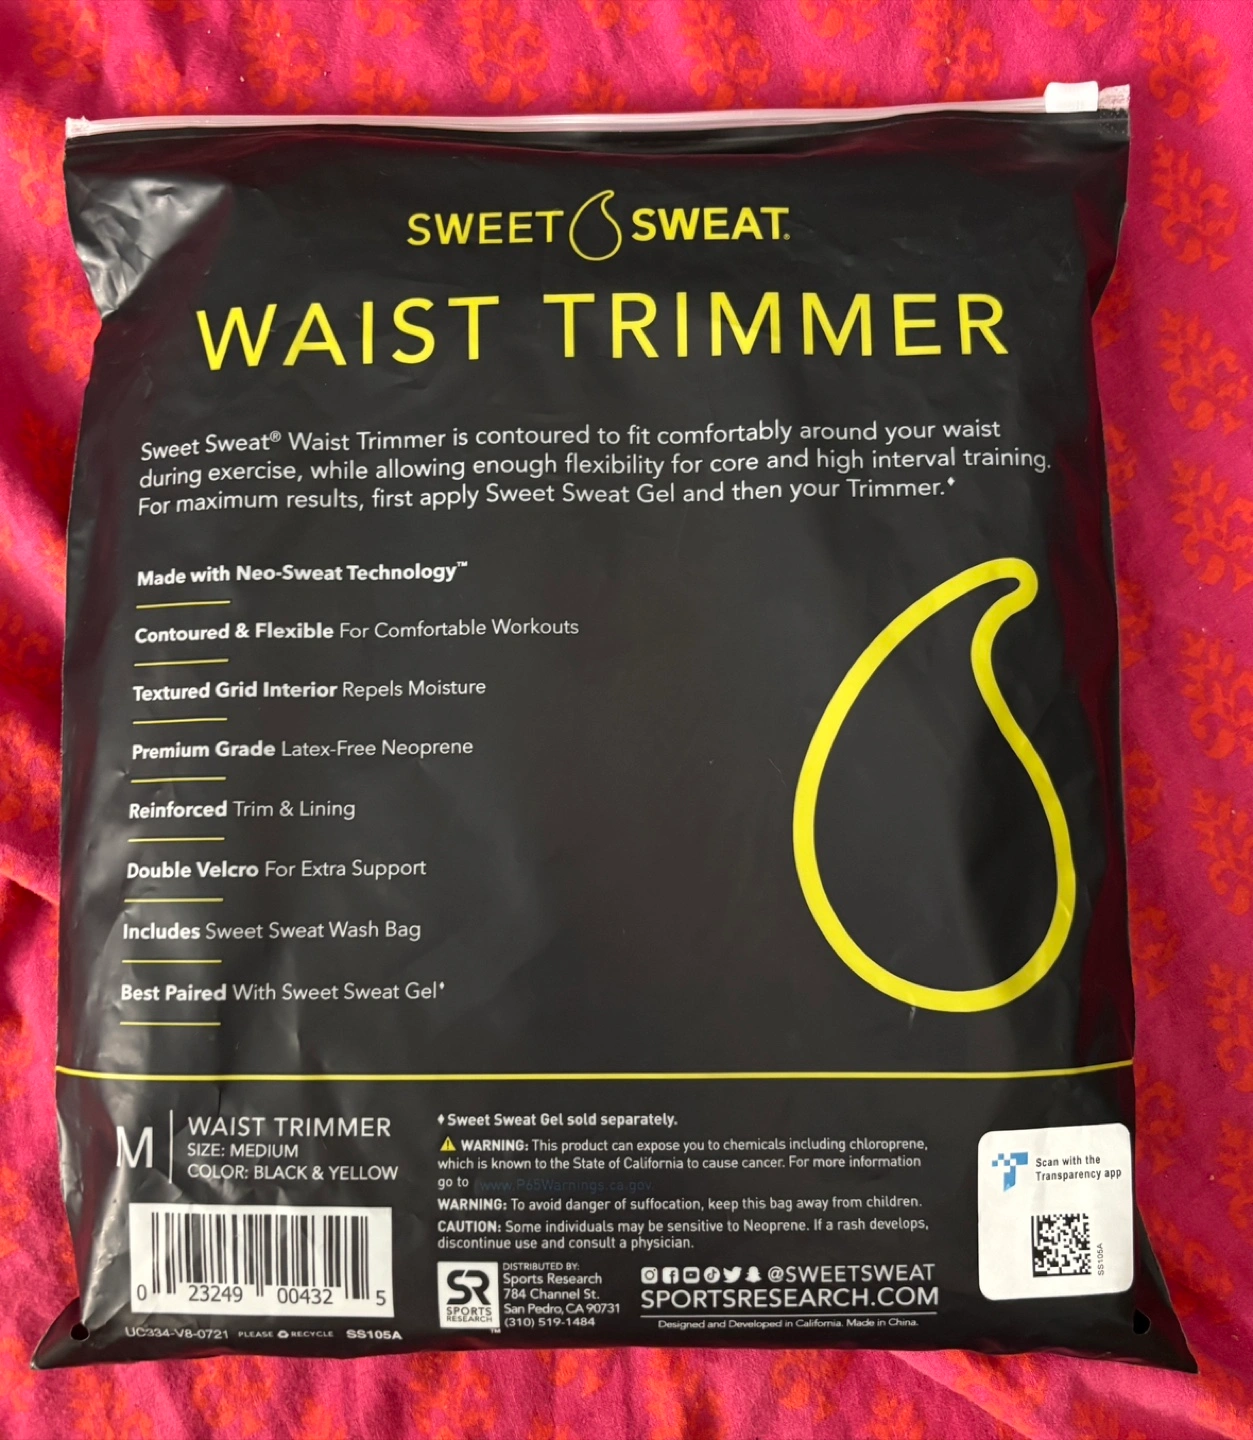 SWEET SWEAT®
WAIST TRIMMER
Sweet Sweat® Waist Trimmer is contoured to fit comfortably around your waist
during exercise, while allowing enough flexibility for core and high interval training.
For maximum results, first apply Sweet Sweat Gel and then your Trimmer.♦
Made with Neo-Sweat Technology™
Contoured & Flexible For Comfortable Workouts
Textured Grid Interior Repels Moisture
Premium Grade Latex-Free Neoprene
Reinforced Trim & Lining
Double Velcro For Extra Support
Includes Sweet Sweat Wash Bag
Best Paired With Sweet Sweat Gel♦
M
WAIST TRIMMER
SIZE: MEDIUM
COLOR: BLACK & YELLOW
0 23249 00432 5
UC334-V8-0721 PLEASE RECYCLE SS105A
♦Sweet Sweat Gel sold separately.
⚠ WARNING: This product can expose you to chemicals including chloroprene,
which is known to the State of California to cause cancer. For more information
go to www.P65Warnings.ca.gov.
WARNING: To avoid danger of suffocation, keep this bag away from children.
CAUTION: Some individuals may be sensitive to Neoprene. If a rash develops,
discontinue use and consult a physician.
SR
SPORTS
RESEARCH™
DISTRIBUTED BY:
Sports Research
784 Channel St.
San Pedro, CA 90731
(310) 519-1484
@SWEETSWEAT
SPORTSRESEARCH.COM
Designed and Developed in California. Made in China.
Scan with the
Transparency app
SS105A